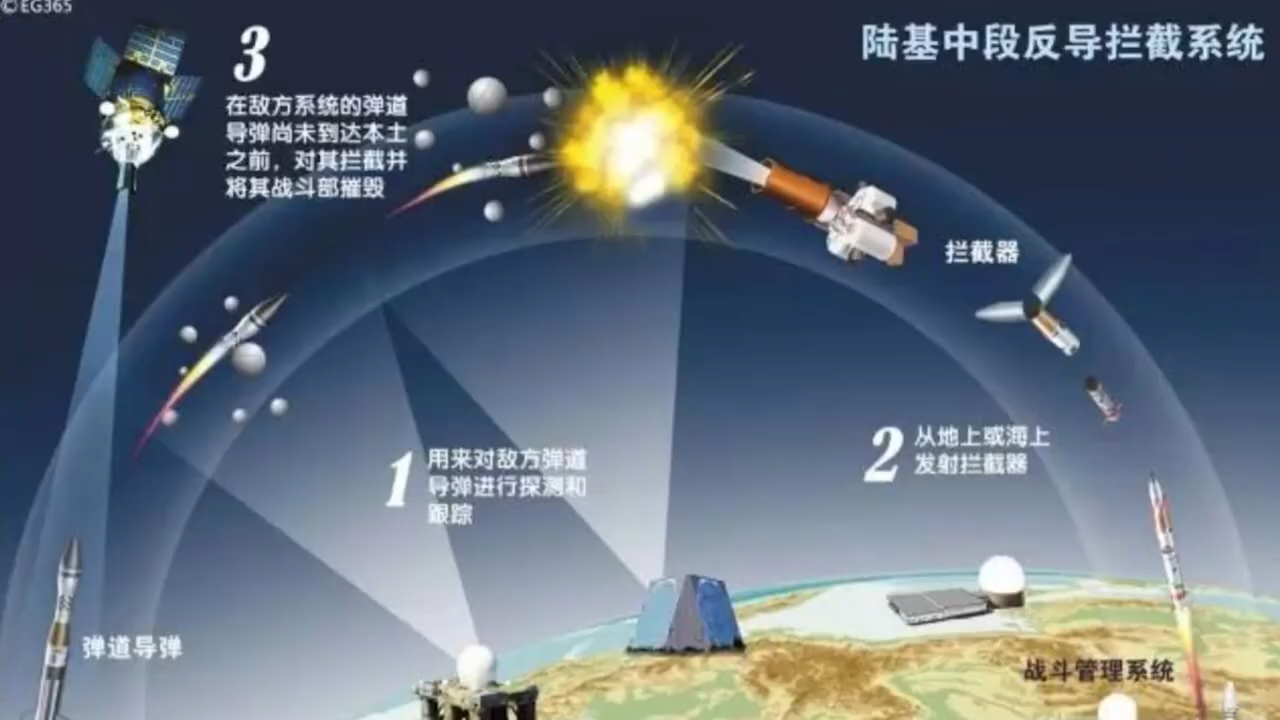 ©EG365
陆基中段反导拦截系统
3
在敌方系统的弹道
导弹尚未到达本土
之前，对其拦截并
将其战斗部摧毁
拦截器
1
用来对敌方弹道
导弹进行探测和
跟踪
2
从地上或海上
发射拦截器
弹道导弹
战斗管理系统